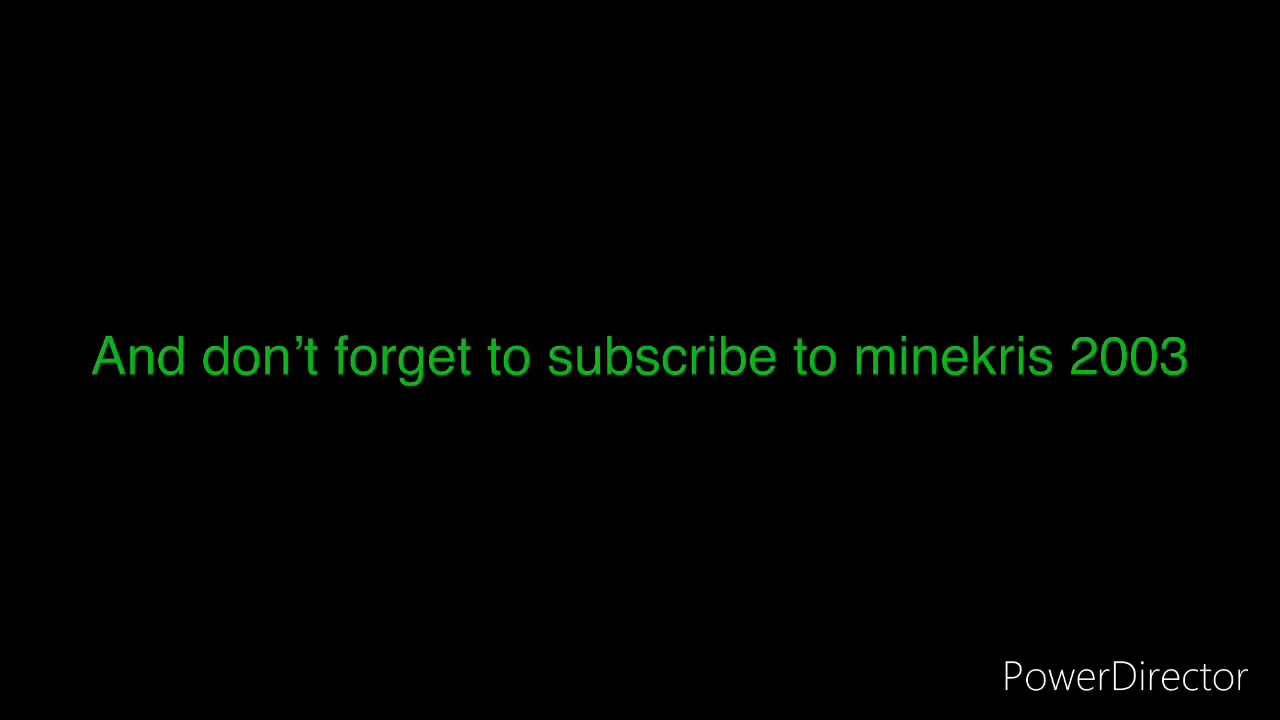 And don’t forget to subscribe to minekris 2003
PowerDirector